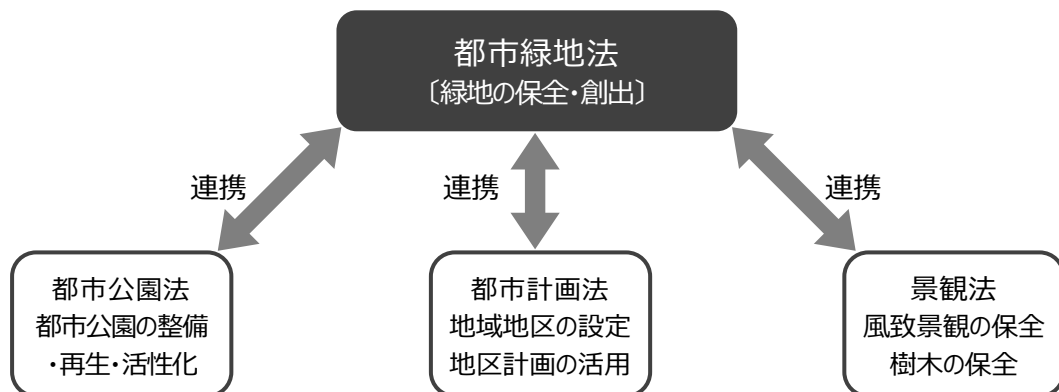 都市緑地法
〔緑地の保全・創出〕
連携
連携
連携
都市公園法
都市公園の整備
・再生・活性化
都市計画法
地域地区の設定
地区計画の活用
景観法
風致景観の保全
樹木の保全